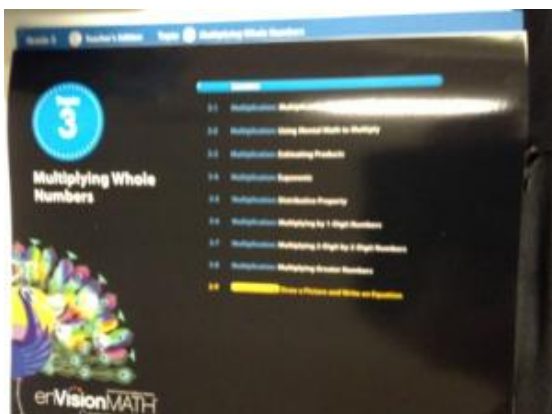 Teacher's Edition Topic 3 Multiplying Whole Numbers
Topic
3
Multiplying Whole
Numbers
Lessons
3-1 Multiplication:
3-2 Multiplication: Using Mental Math to Multiply
3-3 Multiplication: Estimating Products
3-4 Multiplication: Exponents
3-5 Multiplication: Distributive Property
3-6 Multiplication: Multiplying by 1-Digit Numbers
3-7 Multiplication: Multiplying 2-Digit by 2-Digit Numbers
3-8 Multiplication: Multiplying Greater Numbers
3-9 Draw a Picture and Write an Equation
enVisionMATH